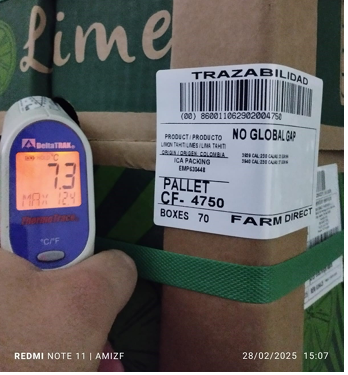 Lime
TRAZABILIDAD
(00) 860011062902004750
PRODUCT / PRODUCTO
NO GLOBAL GAP
LIMON TAHITI/LIMES / LIMA TAHITI
ORIGIN / ORIGEN, COLOMBIA
ICA PACKING
PALLET
CF- 4750
BOXES 70
FARM DIRECT
DeltaTRAK
°C
7.3
MAX 12.4
ThermoTrace
°C/°F
REDMI NOTE 11 | AMIZF
28/02/2025 15:07